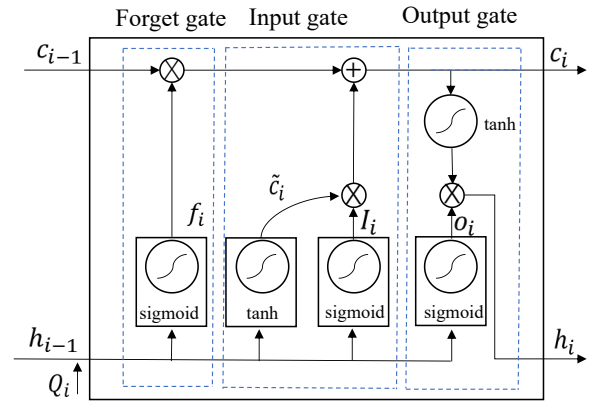 Forget gate Input gate Output gate
c_{i−1} c_i
tanh
c̃_i
f_i I_i o_i
sigmoid tanh sigmoid sigmoid
h_{i−1} h_i
Q_i